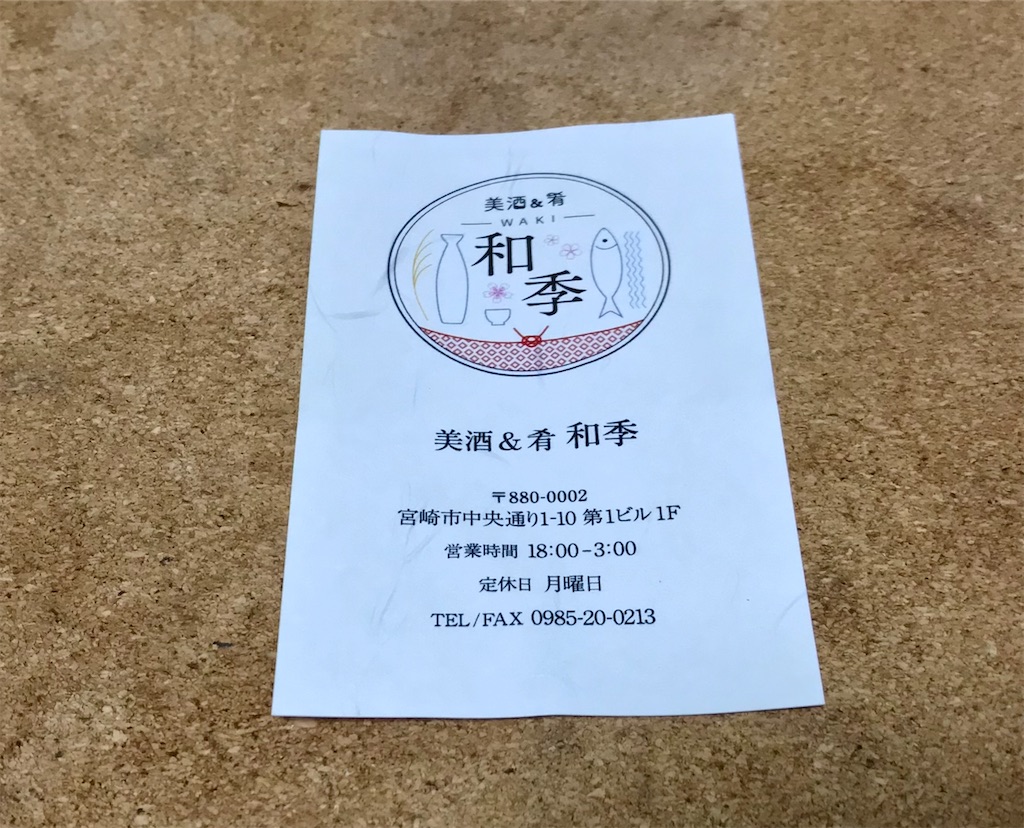 美酒&肴
WAKI
和
季
美酒&肴 和季
〒880-0002
宮崎市中央通り1-10 第1ビル1F
営業時間 18:00-3:00
定休日 月曜日
TEL/FAX 0985-20-0213